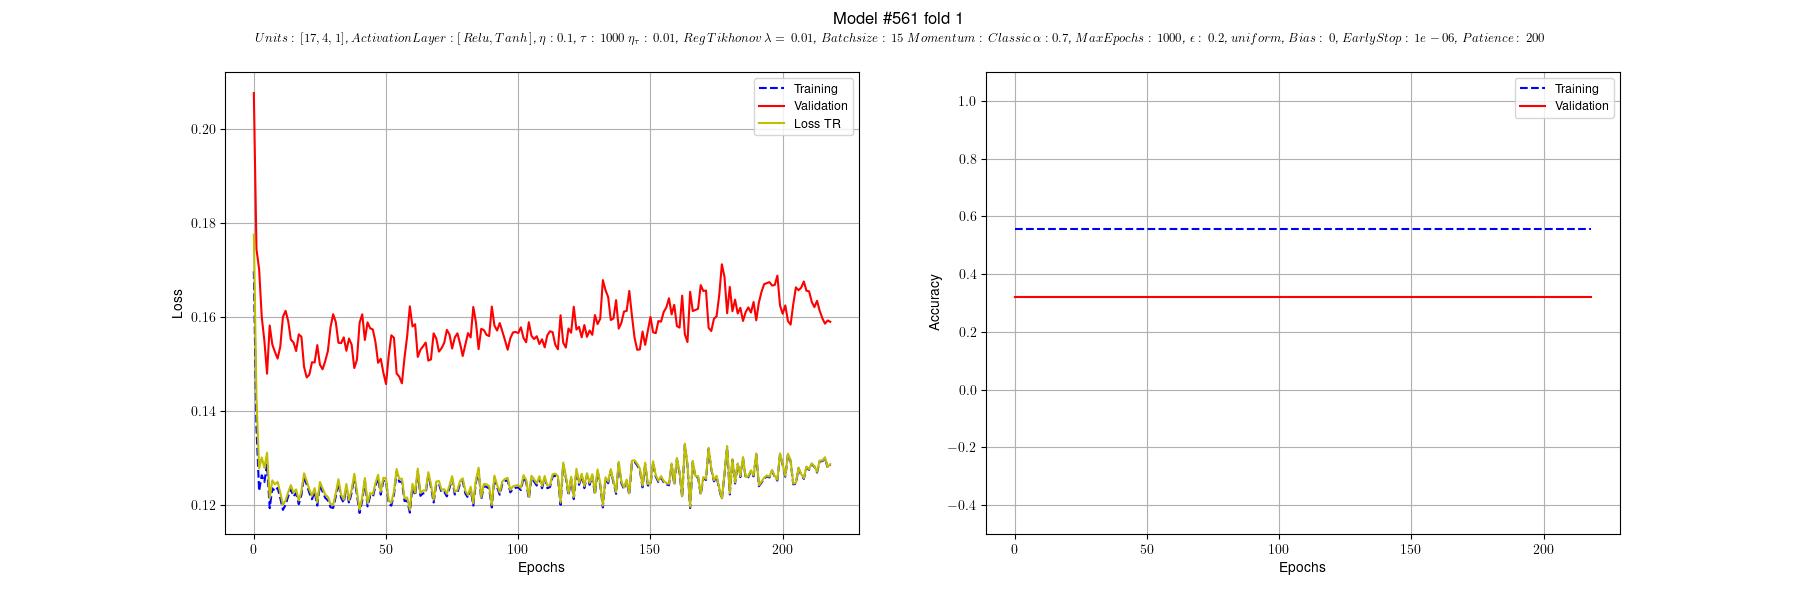 Model #561 fold 1
Units : [17, 4, 1], ActivationLayer : [Relu, Tanh], η : 0.1, τ : 1000 ητ : 0.01, RegTikhonov λ = 0.01, Batchsize : 15 Momentum : Classic α : 0.7, MaxEpochs : 1000, ϵ : 0.2, uniform, Bias : 0, EarlyStop : 1e − 06, Patience : 200
Training
Validation
Loss TR
0.20
0.18
0.16
0.14
0.12
Loss
0 50 100 150 200
Epochs
Training
Validation
1.0
0.8
0.6
0.4
0.2
0.0
−0.2
−0.4
Accuracy
0 50 100 150 200
Epochs